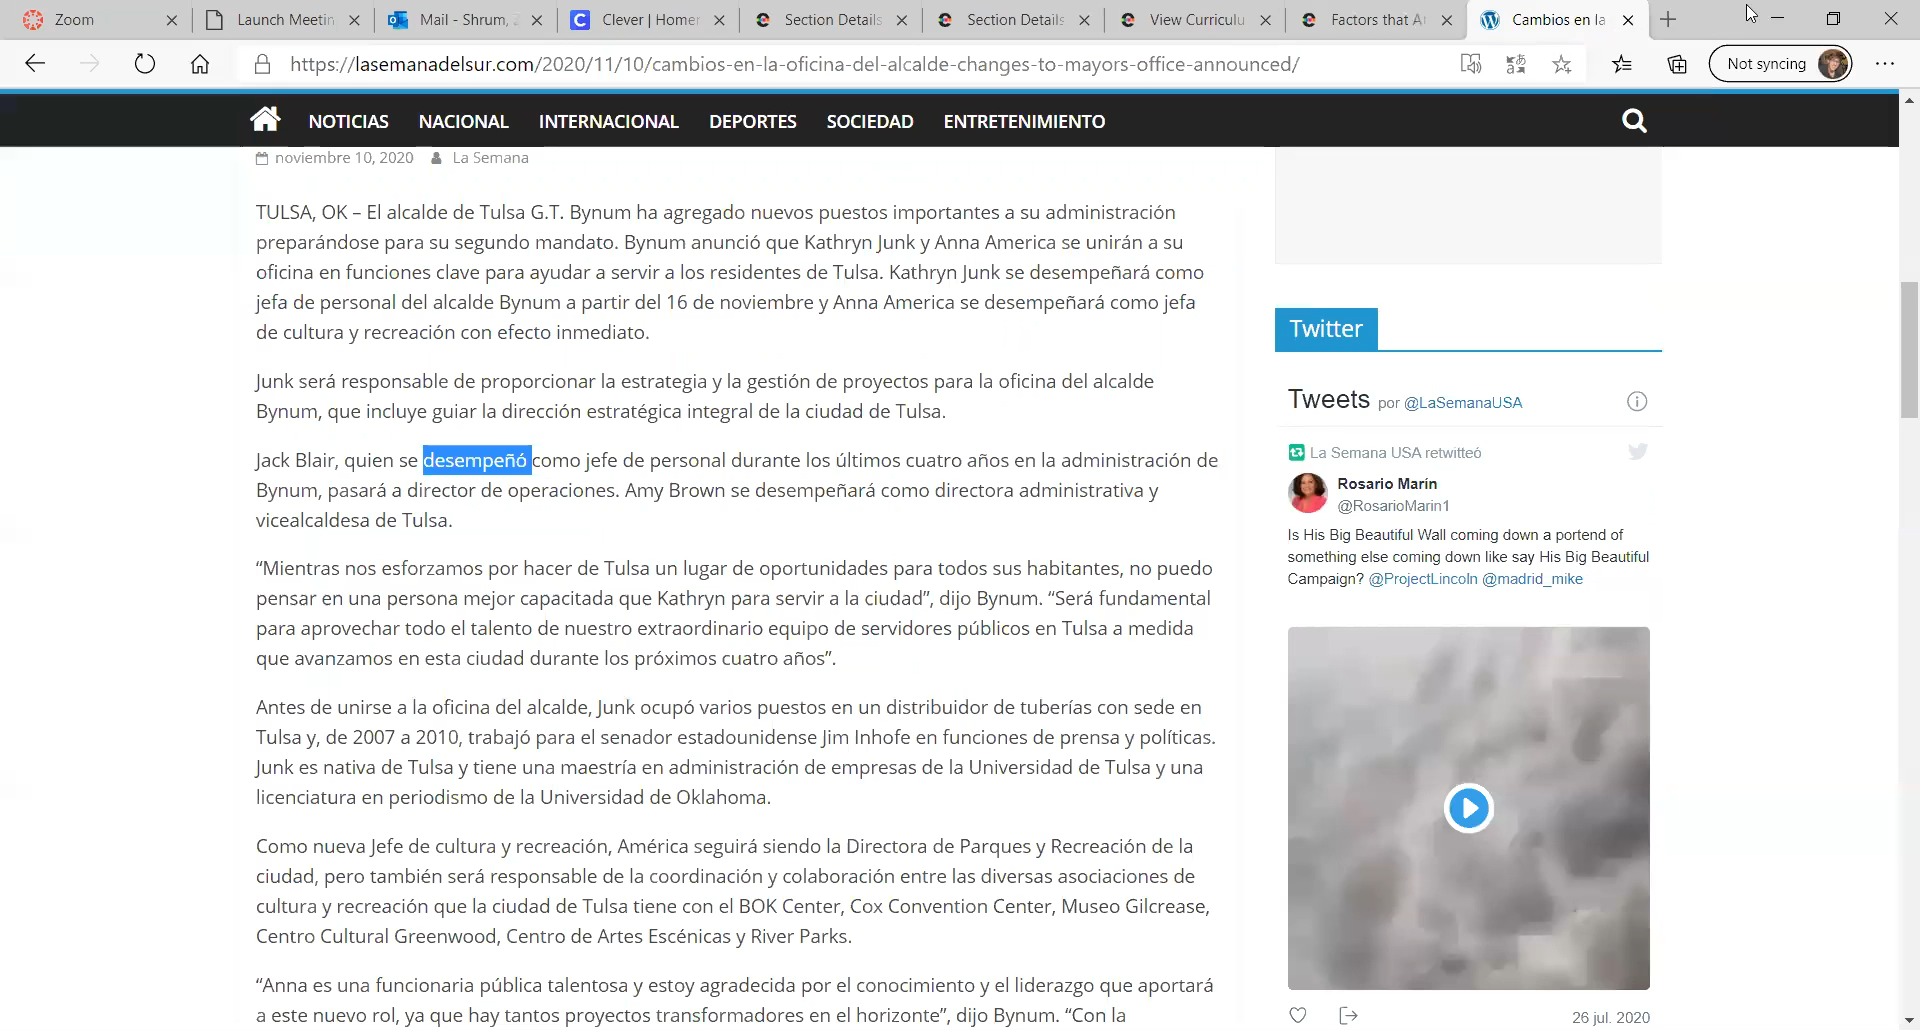 Zoom
Launch Meetin
Mail - Shrum,
Clever | Homer
Section Details
Section Details
View Curriculu
Factors that At
Cambios en la
https://lasemanadelsur.com/2020/11/10/cambios-en-la-oficina-del-alcalde-changes-to-mayors-office-announced/
Not syncing
NOTICIAS NACIONAL INTERNACIONAL DEPORTES SOCIEDAD ENTRETENIMIENTO
noviembre 10, 2020 La Semana
TULSA, OK – El alcalde de Tulsa G.T. Bynum ha agregado nuevos puestos importantes a su administración
preparándose para su segundo mandato. Bynum anunció que Kathryn Junk y Anna America se unirán a su
oficina en funciones clave para ayudar a servir a los residentes de Tulsa. Kathryn Junk se desempeñará como
jefa de personal del alcalde Bynum a partir del 16 de noviembre y Anna America se desempeñará como jefa
de cultura y recreación con efecto inmediato.
Junk será responsable de proporcionar la estrategia y la gestión de proyectos para la oficina del alcalde
Bynum, que incluye guiar la dirección estratégica integral de la ciudad de Tulsa.
Jack Blair, quien se desempeñó como jefe de personal durante los últimos cuatro años en la administración de
Bynum, pasará a director de operaciones. Amy Brown se desempeñará como directora administrativa y
vicealcaldesa de Tulsa.
“Mientras nos esforzamos por hacer de Tulsa un lugar de oportunidades para todos sus habitantes, no puedo
pensar en una persona mejor capacitada que Kathryn para servir a la ciudad”, dijo Bynum. “Será fundamental
para aprovechar todo el talento de nuestro extraordinario equipo de servidores públicos en Tulsa a medida
que avanzamos en esta ciudad durante los próximos cuatro años”.
Antes de unirse a la oficina del alcalde, Junk ocupó varios puestos en un distribuidor de tuberías con sede en
Tulsa y, de 2007 a 2010, trabajó para el senador estadounidense Jim Inhofe en funciones de prensa y políticas.
Junk es nativa de Tulsa y tiene una maestría en administración de empresas de la Universidad de Tulsa y una
licenciatura en periodismo de la Universidad de Oklahoma.
Como nueva Jefe de cultura y recreación, América seguirá siendo la Directora de Parques y Recreación de la
ciudad, pero también será responsable de la coordinación y colaboración entre las diversas asociaciones de
cultura y recreación que la ciudad de Tulsa tiene con el BOK Center, Cox Convention Center, Museo Gilcrease,
Centro Cultural Greenwood, Centro de Artes Escénicas y River Parks.
“Anna es una funcionaria pública talentosa y estoy agradecida por el conocimiento y el liderazgo que aportará
a este nuevo rol, ya que hay tantos proyectos transformadores en el horizonte”, dijo Bynum. “Con la
Twitter
Tweets por @LaSemanaUSA
La Semana USA retwitteó
Rosario Marín
@RosarioMarin1
Is His Big Beautiful Wall coming down a portend of
something else coming down like say His Big Beautiful
Campaign? @ProjectLincoln @madrid_mike
26 jul. 2020